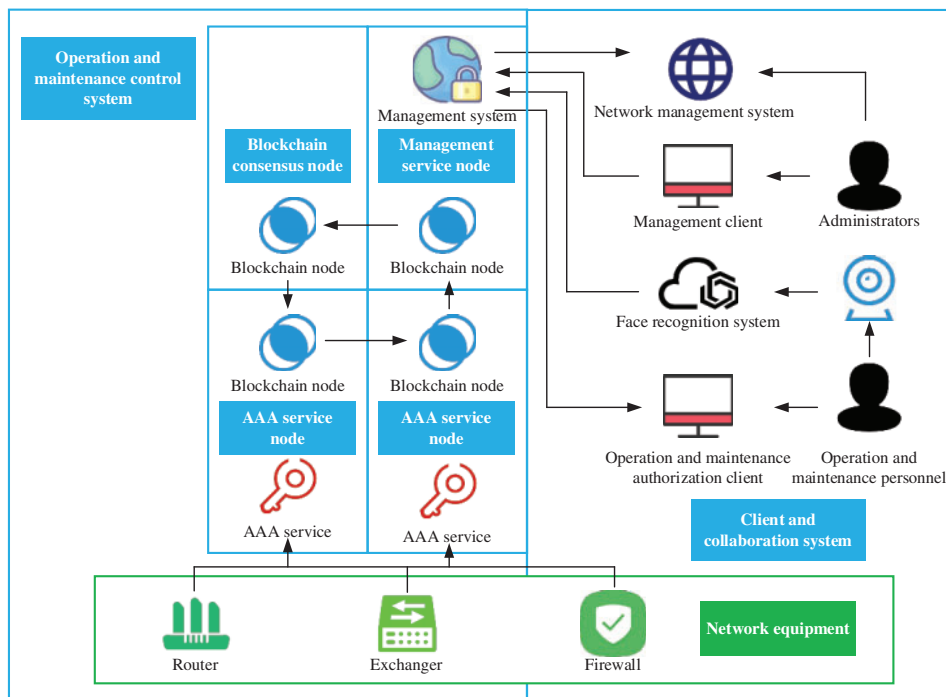 Operation and
maintenance control
system
Management system
Network management system
Blockchain
consensus node
Management
service node
Management client
Administrators
Blockchain node
Blockchain node
Face recognition system
Blockchain node
Blockchain node
AAA service
node
AAA service
node
Operation and maintenance
authorization client
Operation and
maintenance personnel
AAA service
AAA service
Client and
collaboration system
Router
Exchanger
Firewall
Network equipment